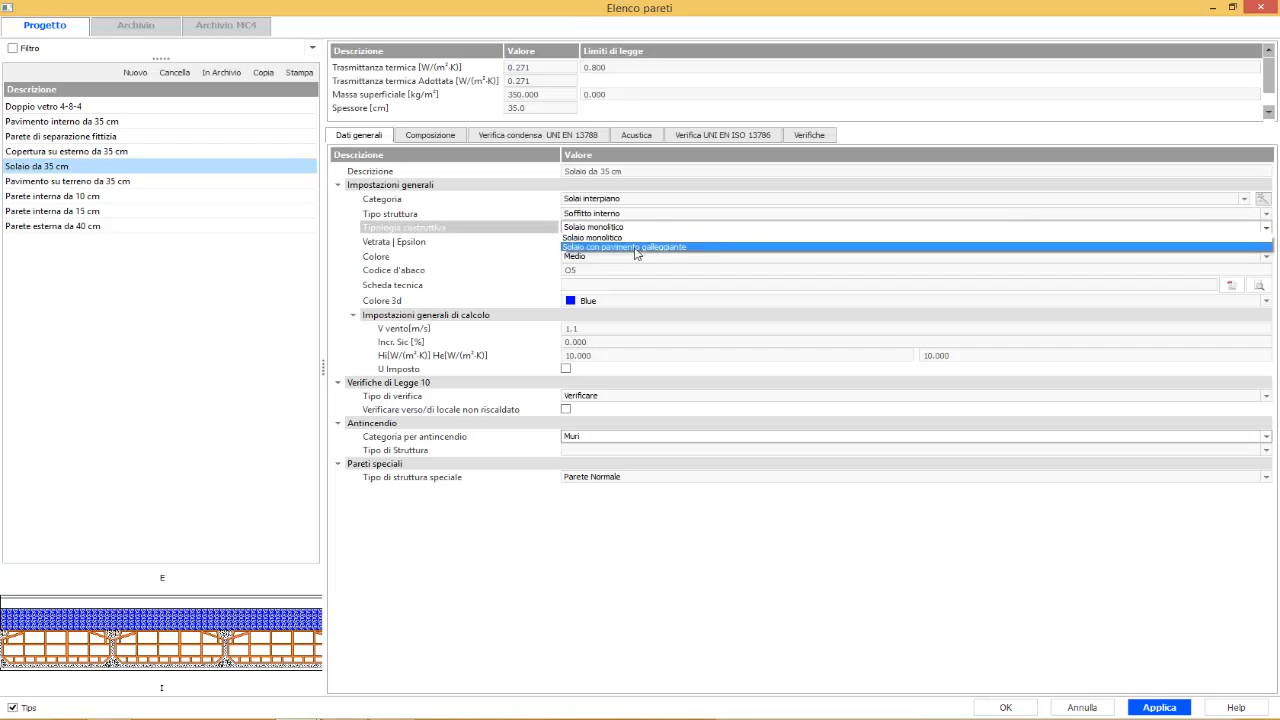 Elenco pareti
Progetto
Archivio
Archivio MC4
Filtro
Nuovo Cancella In Archivio Copia Stampa
Descrizione
Doppio vetro 4-8-4
Pavimento interno da 35 cm
Parete di separazione fittizia
Copertura su esterno da 35 cm
Solaio da 35 cm
Pavimento su terreno da 35 cm
Parete interna da 10 cm
Parete interna da 15 cm
Parete esterna da 40 cm
E
I
Descrizione Valore Limiti di legge
Trasmittanza termica [W/(m²·K)] 0.271 0.800
Trasmittanza termica Adottata [W/(m²·K)] 0.271
Massa superficiale [kg/m²] 350.000 0.000
Spessore [cm] 35.0
Dati generali Composizione Verifica condensa UNI EN 13788 Acustica Verifica UNI EN ISO 13786 Verifiche
Descrizione Valore
Descrizione Solaio da 35 cm
Impostazioni generali
Categoria Solai interpiano
Tipo struttura Soffitto interno
Tipologia costruttiva Solaio monolitico
Solaio monolitico
Vetrata | Epsilon
Solaio con pavimento galleggiante
Colore Medio
Codice d'abaco OS
Scheda tecnica
Colore 3d Blue
Impostazioni generali di calcolo
V vento[m/s] 1.1
Incr. Sic [%] 0.000
Hi[W/(m²·K)] He[W/(m²·K)] 10.000 10.000
U Imposto
Verifiche di Legge 10
Tipo di verifica Verificare
Verificare verso/di locale non riscaldato
Antincendio
Categoria per antincendio Muri
Tipo di Struttura
Pareti speciali
Tipo di struttura speciale Parete Normale
Tips
OK Annulla Applica Help